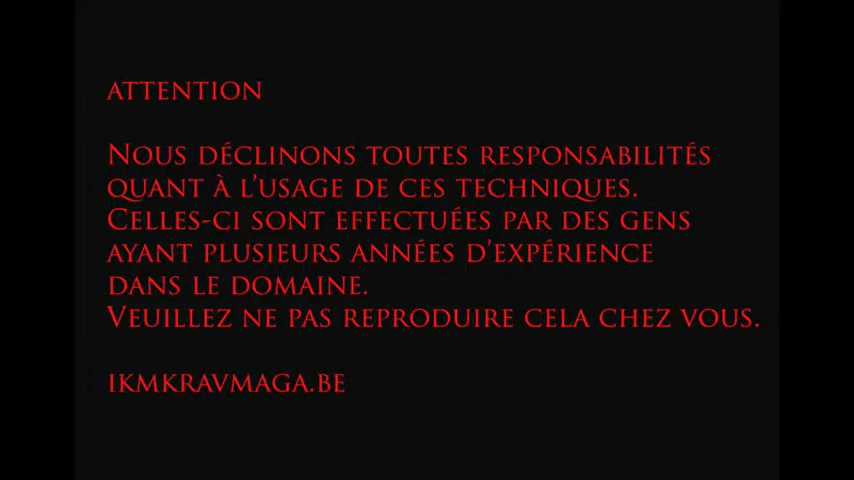 ATTENTION
NOUS DÉCLINONS TOUTES RESPONSABILITÉS
QUANT À L'USAGE DE CES TECHNIQUES.
CELLES-CI SONT EFFECTUÉES PAR DES GENS
AYANT PLUSIEURS ANNÉES D'EXPÉRIENCE
DANS LE DOMAINE.
VEUILLEZ NE PAS REPRODUIRE CELA CHEZ VOUS.
IKMKRAVMAGA.BE